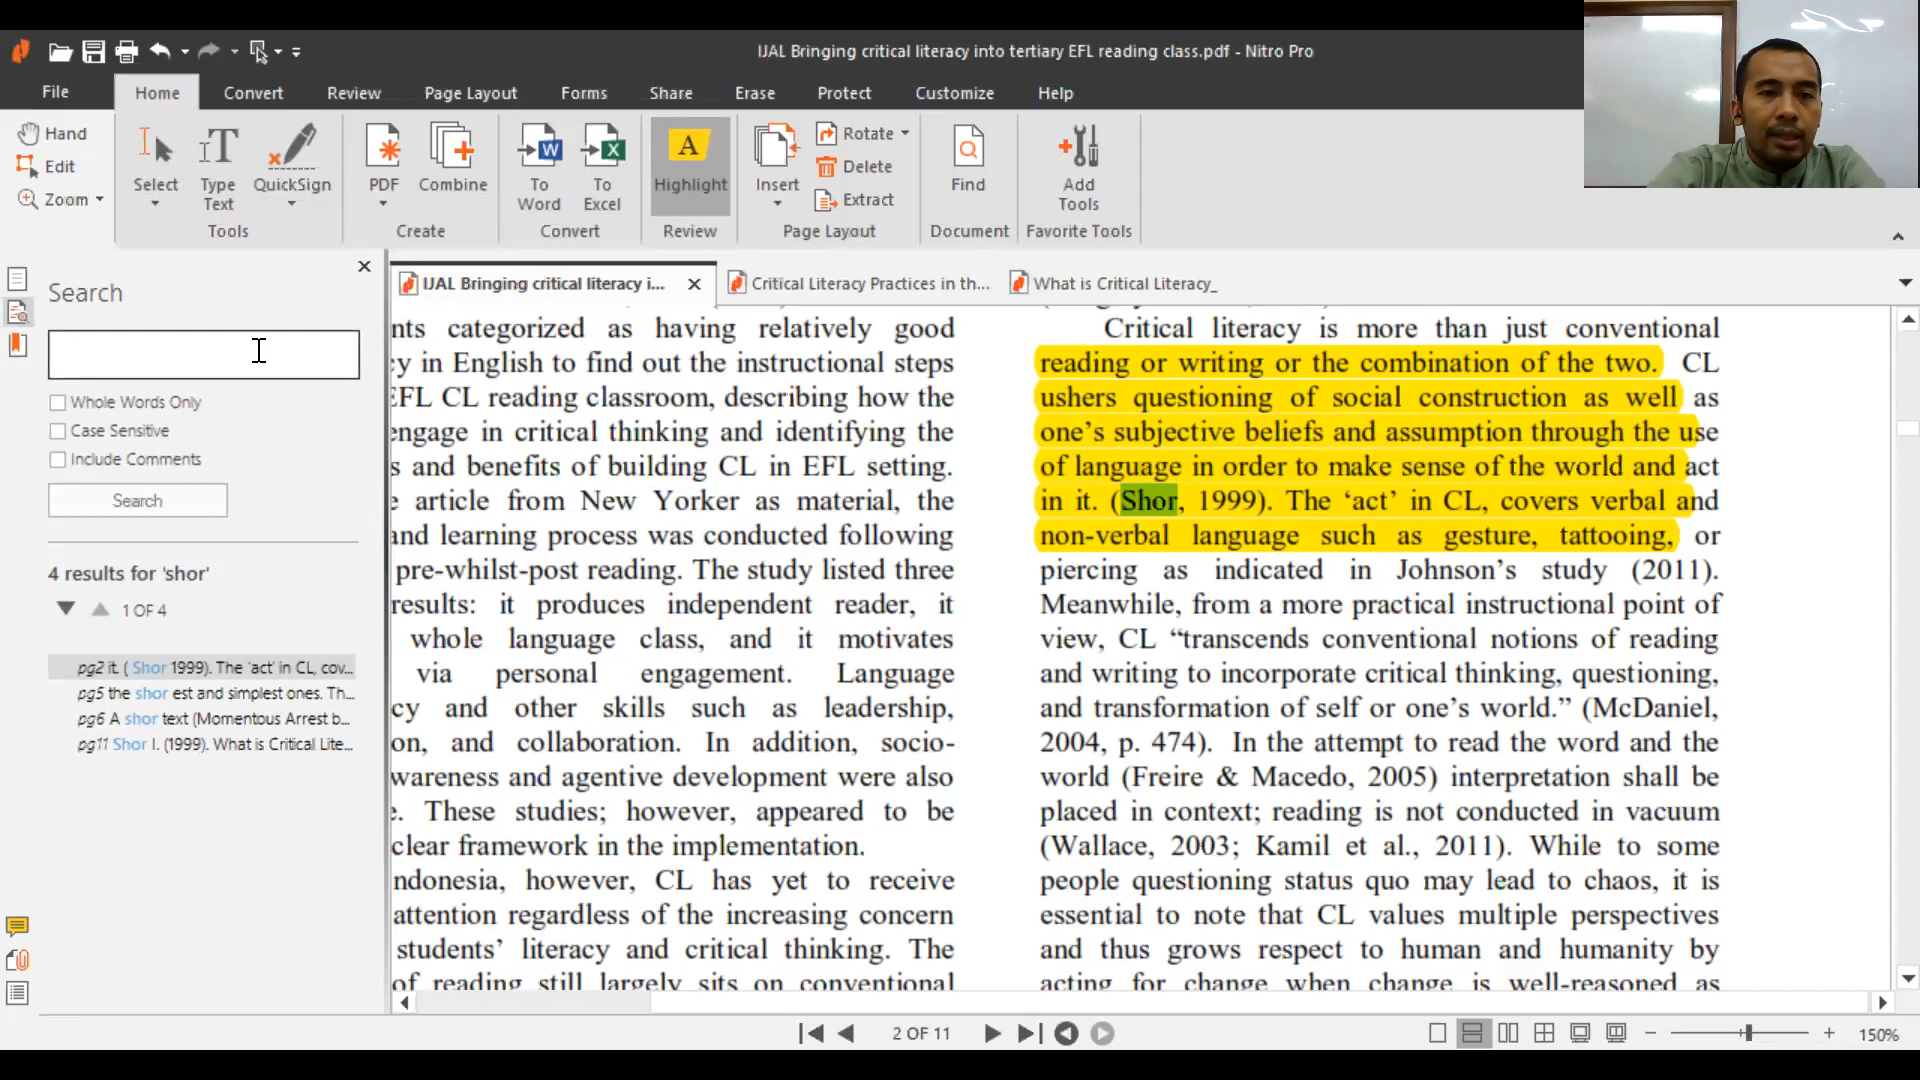 IJAL Bringing critical literacy into tertiary EFL reading class.pdf - Nitro Pro
File
Home
Convert
Review
Page Layout
Forms
Share
Erase
Protect
Customize
Help
Hand
Edit
Zoom
Select
Type Text
QuickSign
Tools
PDF
Combine
Create
To Word
To Excel
Convert
A
Highlight
Review
Insert
Rotate
Delete
Extract
Page Layout
Find
Document
Add Tools
Favorite Tools
Search
Whole Words Only
Case Sensitive
Include Comments
Search
4 results for 'shor'
1 OF 4
pg2 it. ( Shor 1999). The 'act' in CL, cov...
pg5 the shor est and simplest ones. Th...
pg6 A shor text (Momentous Arrest b...
pg11 Shor I. (1999). What is Critical Lite...
IJAL Bringing critical literacy i...
Critical Literacy Practices in th...
What is Critical Literacy_
nts categorized as having relatively good
cy in English to find out the instructional steps
EFL CL reading classroom, describing how the
engage in critical thinking and identifying the
s and benefits of building CL in EFL setting.
e article from New Yorker as material, the
and learning process was conducted following
pre-whilst-post reading. The study listed three
results: it produces independent reader, it
whole language class, and it motivates
via personal engagement. Language
cy and other skills such as leadership,
on, and collaboration. In addition, socio-
wareness and agentive development were also
e. These studies; however, appeared to be
clear framework in the implementation.
ndonesia, however, CL has yet to receive
attention regardless of the increasing concern
students' literacy and critical thinking. The
of reading still largely sits on conventional
Critical literacy is more than just conventional
reading or writing or the combination of the two. CL
ushers questioning of social construction as well as
one's subjective beliefs and assumption through the use
of language in order to make sense of the world and act
in it. (Shor, 1999). The 'act' in CL, covers verbal and
non-verbal language such as gesture, tattooing, or
piercing as indicated in Johnson's study (2011).
Meanwhile, from a more practical instructional point of
view, CL "transcends conventional notions of reading
and writing to incorporate critical thinking, questioning,
and transformation of self or one's world." (McDaniel,
2004, p. 474). In the attempt to read the word and the
world (Freire & Macedo, 2005) interpretation shall be
placed in context; reading is not conducted in vacuum
(Wallace, 2003; Kamil et al., 2011). While to some
people questioning status quo may lead to chaos, it is
essential to note that CL values multiple perspectives
and thus grows respect to human and humanity by
acting for change when change is well-reasoned as
2 OF 11
150%